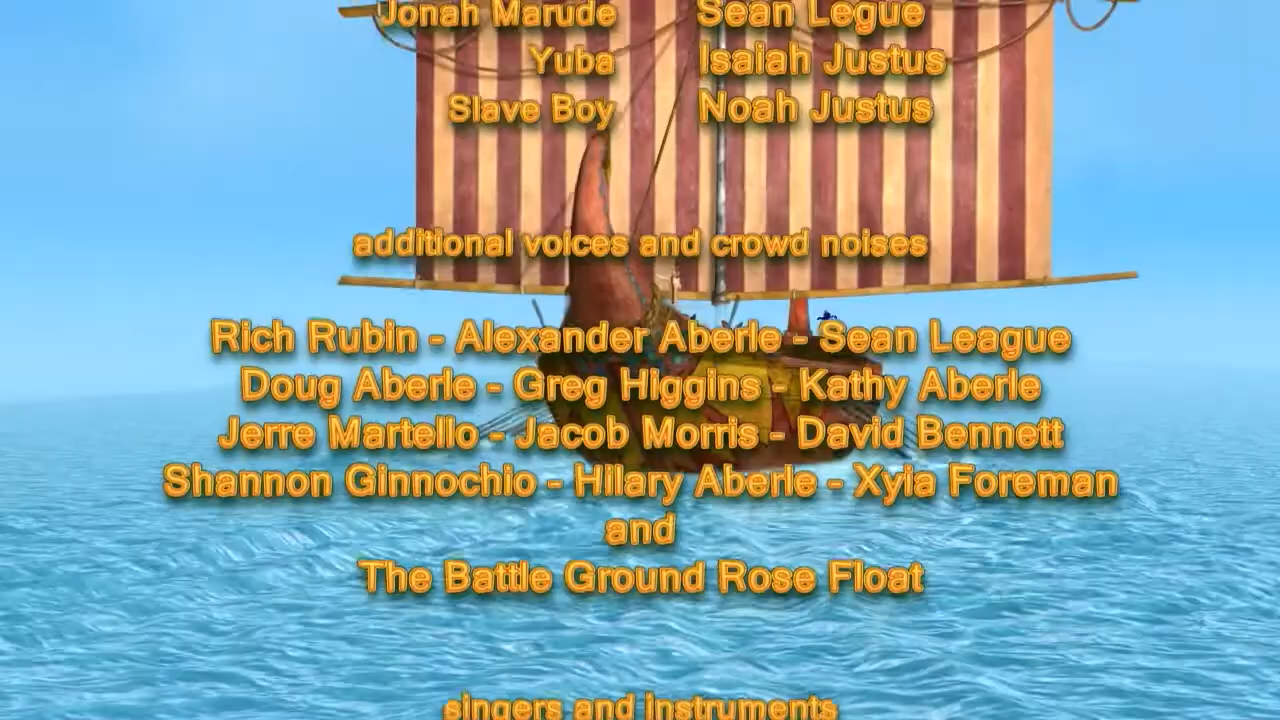 Jonah Marude Sean Legue
Yuba Isaiah Justus
Slave Boy Noah Justus
additional voices and crowd noises
Rich Rubin - Alexander Aberle - Sean League
Doug Aberle - Greg Higgins - Kathy Aberle
Jerre Martello - Jacob Morris - David Bennett
Shannon Ginnochio - Hilary Aberle - Xyia Foreman
and
The Battle Ground Rose Float
singers and instruments